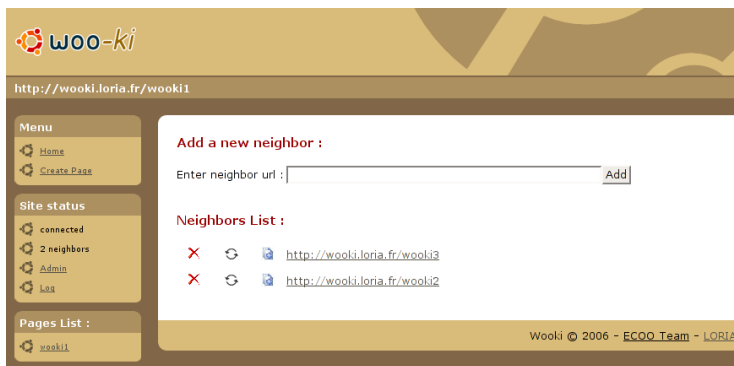 woo-ki
http://wooki.loria.fr/wooki1
Menu
Home
Create Page
Site status
connected
2 neighbors
Admin
Log
Pages List :
wooki1
Add a new neighbor :
Enter neighbor url :
Add
Neighbors List :
http://wooki.loria.fr/wooki3
http://wooki.loria.fr/wooki2
Wooki © 2006 - ECOO Team - LORIA